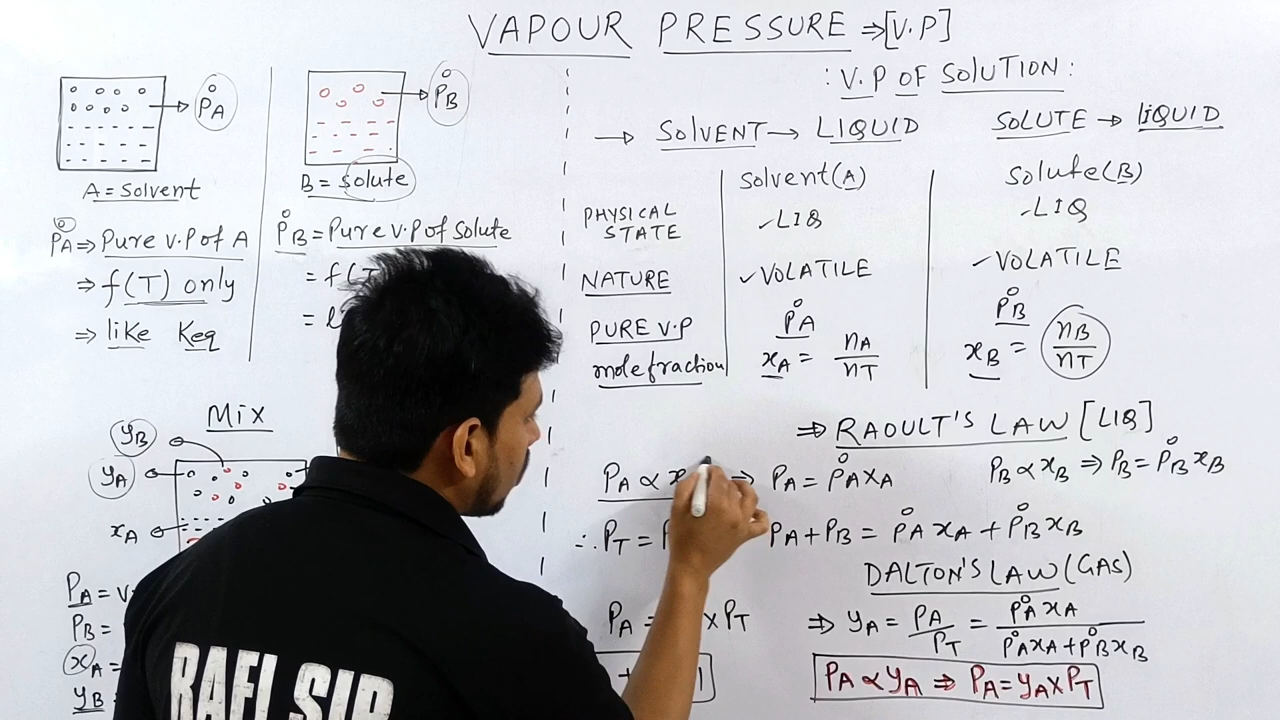 VAPOUR PRESSURE ⇒[V.P]
: V.P OF SOLUTION :
P°A
P°B
A = Solvent
B = Solute
P°A ⇒ Pure V.P of A
⇒ f(T) only
⇒ like Keq
P°B = Pure V.P of Solute
= f(T
=
→ SOLVENT → LIQUID
SOLUTE → LIQUID
Solvent(A)
Solute(B)
PHYSICAL STATE
✓LIQ
✓LIQ
NATURE
✓VOLATILE
✓VOLATILE
PURE V.P
P°A
P°B
mole fraction
xA = nA/nT
xB = nB/nT
MIX
yB
yA
xA
PA = V
PB =
xA =
yB
⇒ RAOULT'S LAW [LIQ]
PA ∝ x ⇒ PA = P°A xA
PB ∝ xB ⇒ PB = P°B xB
∴ PT = P PA + PB = P°A xA + P°B xB
DALTON'S LAW (GAS)
PA = x PT
⇒ yA = PA/PT = P°A xA / P°A xA + P°B xB
PA ∝ yA ⇒ PA = yA x PT
RAFI SIR